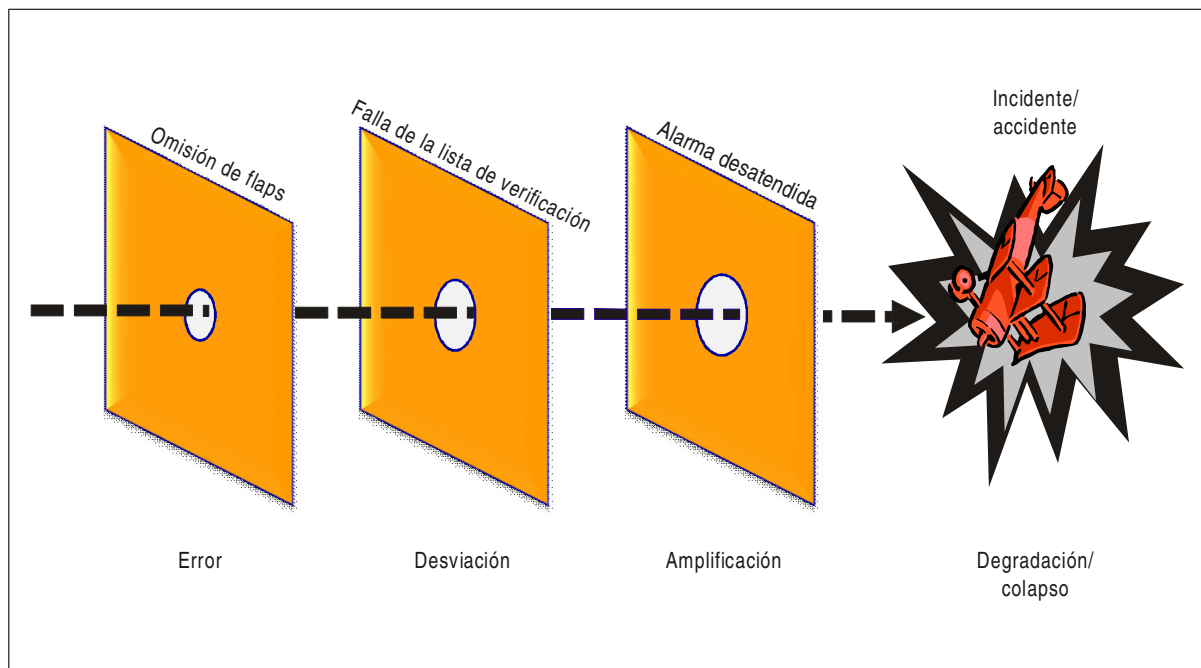 Omisión de flaps
Falla de la lista de verificación
Alarma desatendida
Incidente/
accidente
Error
Desviación
Amplificación
Degradación/
colapso